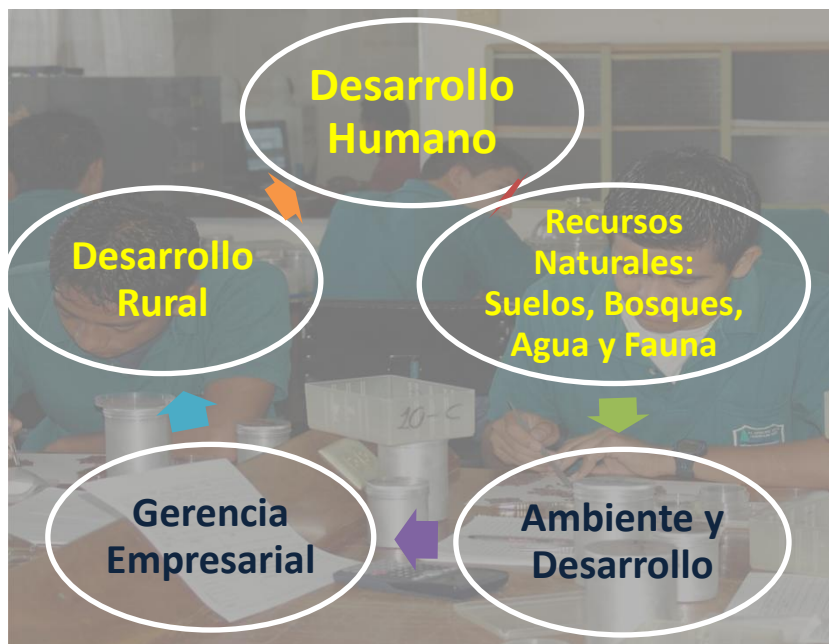 Desarrollo
Humano
Recursos
Naturales:
Suelos, Bosques,
Agua y Fauna
Ambiente y
Desarrollo
Gerencia
Empresarial
Desarrollo
Rural
10-C